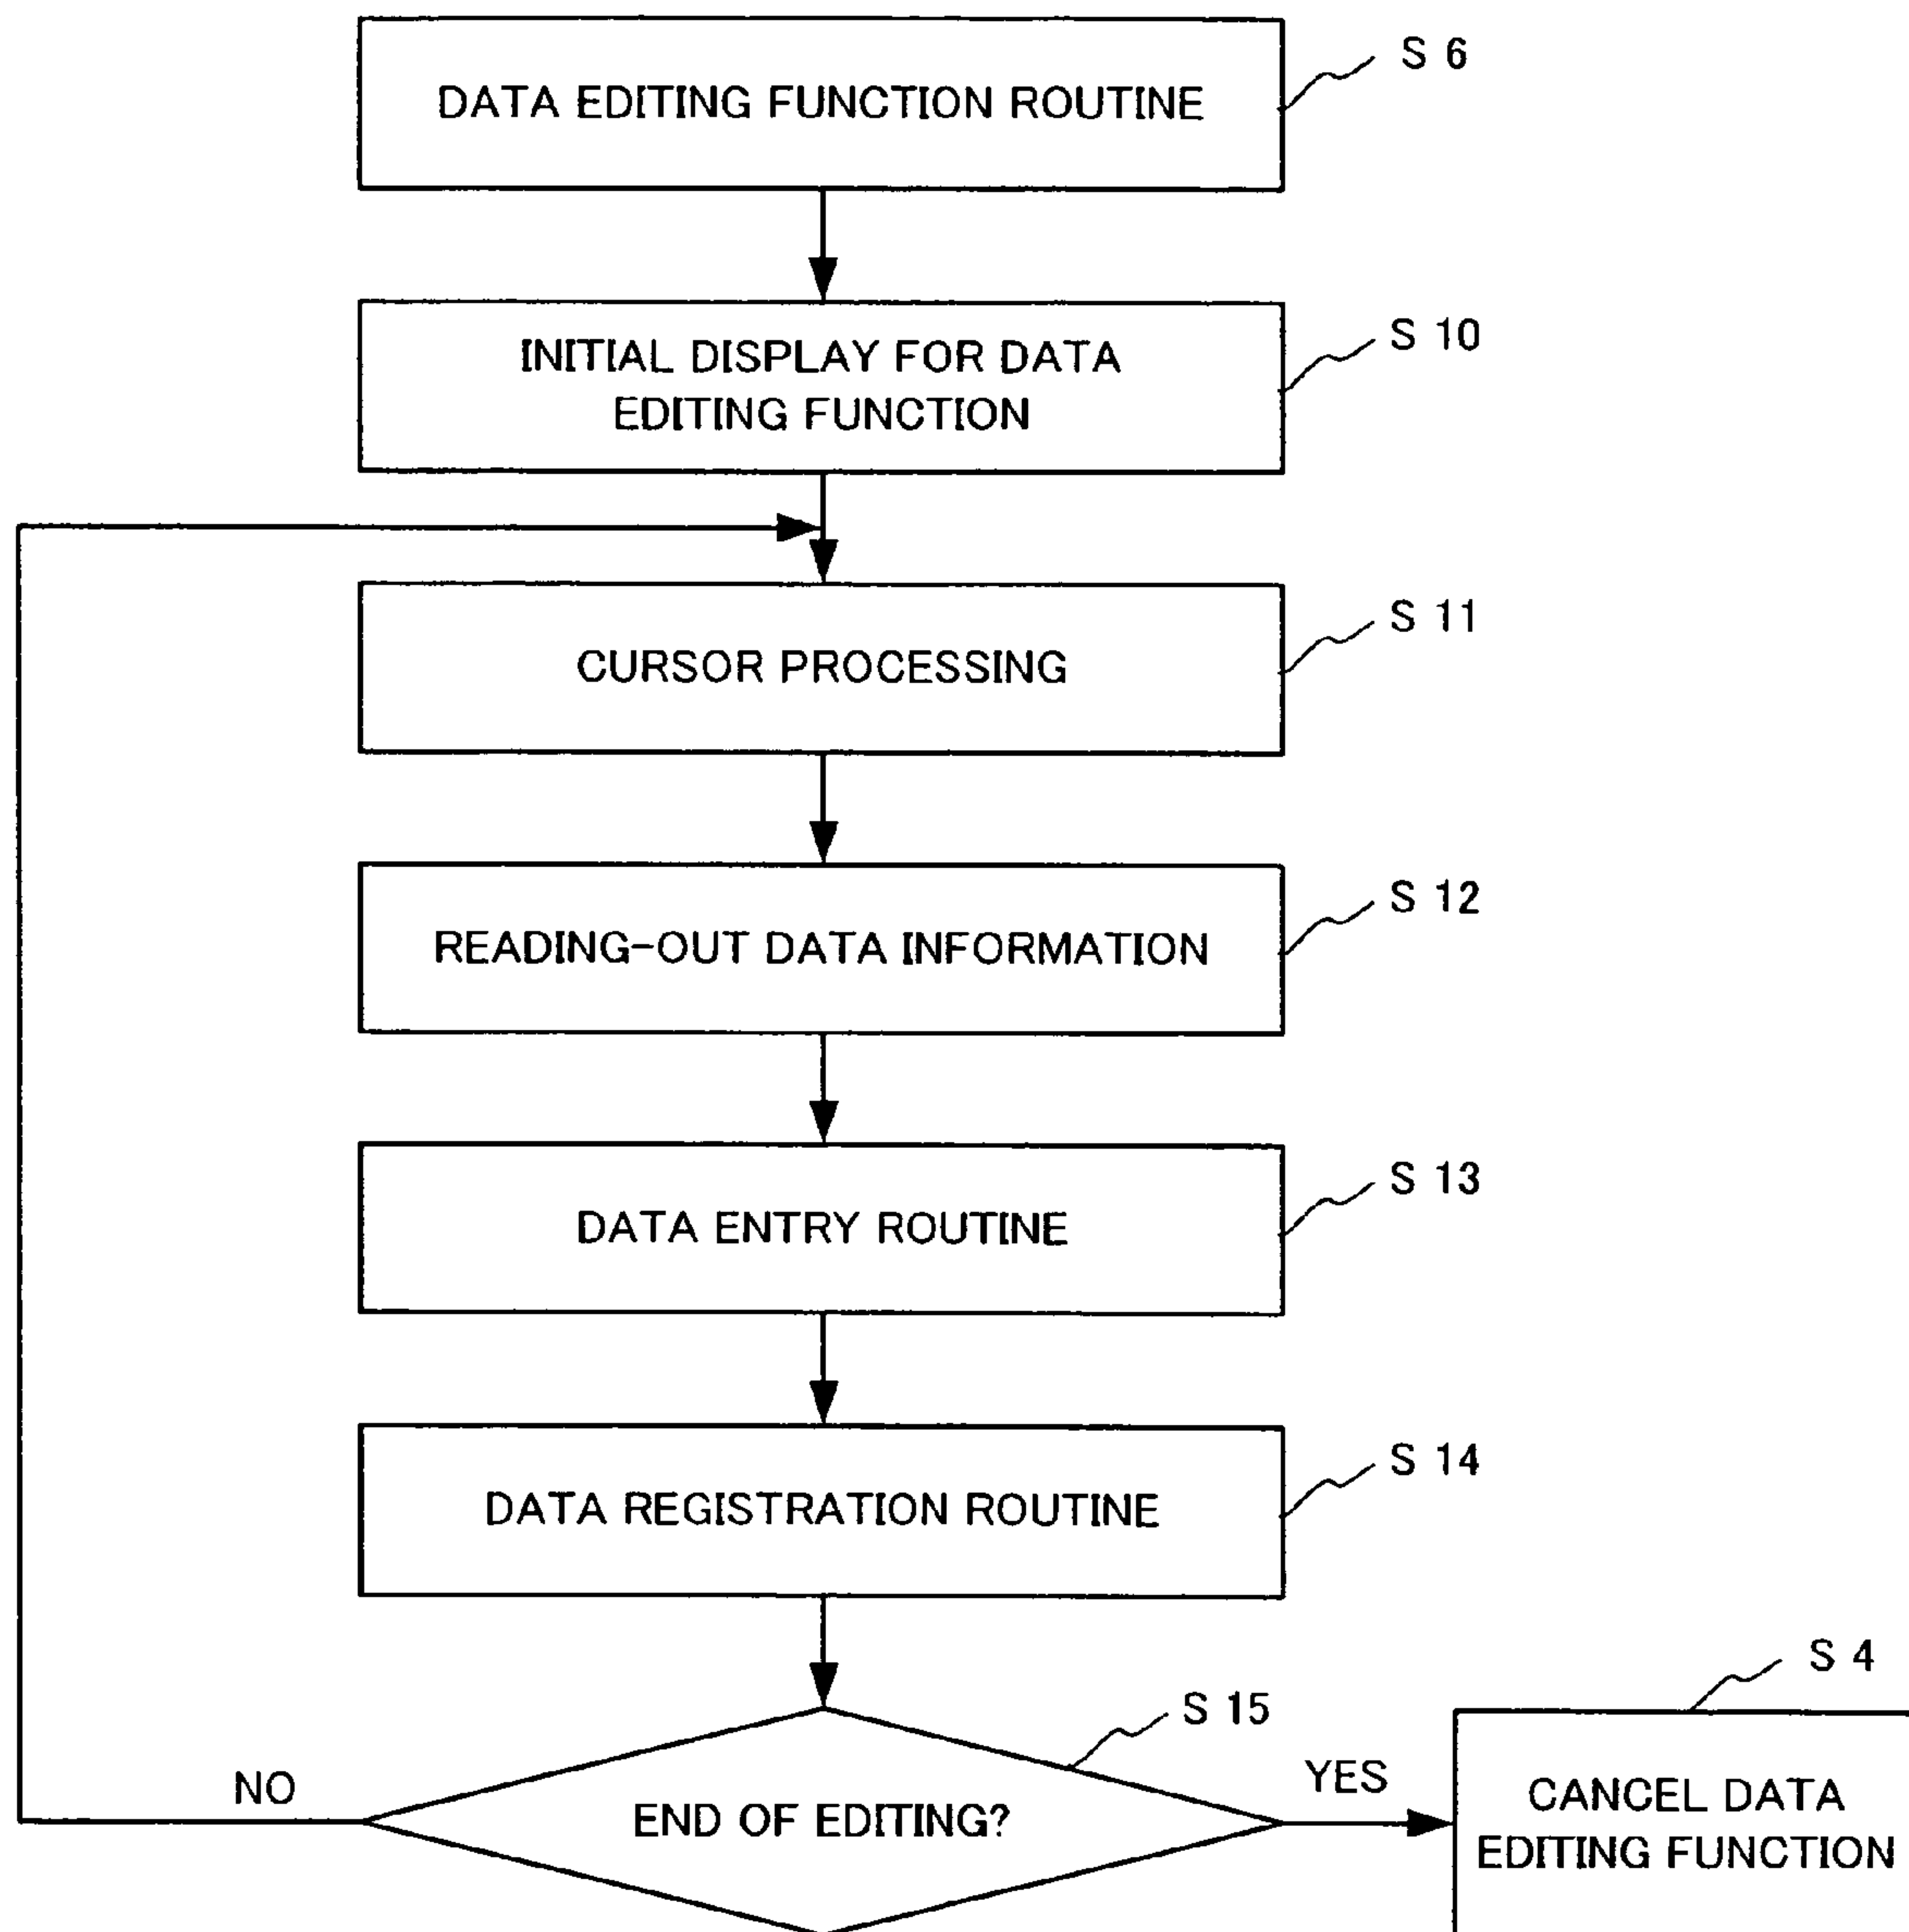 S 6
DATA EDITING FUNCTION ROUTINE
S 10
INITIAL DISPLAY FOR DATA
EDITING FUNCTION
S 11
CURSOR PROCESSING
S 12
READING-OUT DATA INFORMATION
S 13
DATA ENTRY ROUTINE
S 14
DATA REGISTRATION ROUTINE
S 4
S 15
NO
YES
END OF EDITING?
CANCEL DATA
EDITING FUNCTION